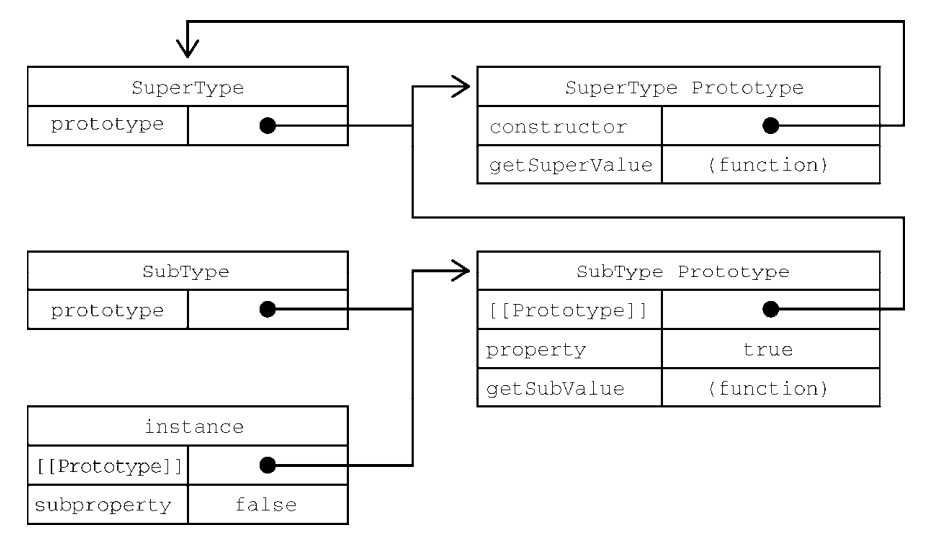 SuperType
prototype
SuperType Prototype
constructor
getSuperValue (function)
SubType
prototype
SubType Prototype
[[Prototype]]
property true
getSubValue (function)
instance
[[Prototype]]
subproperty false